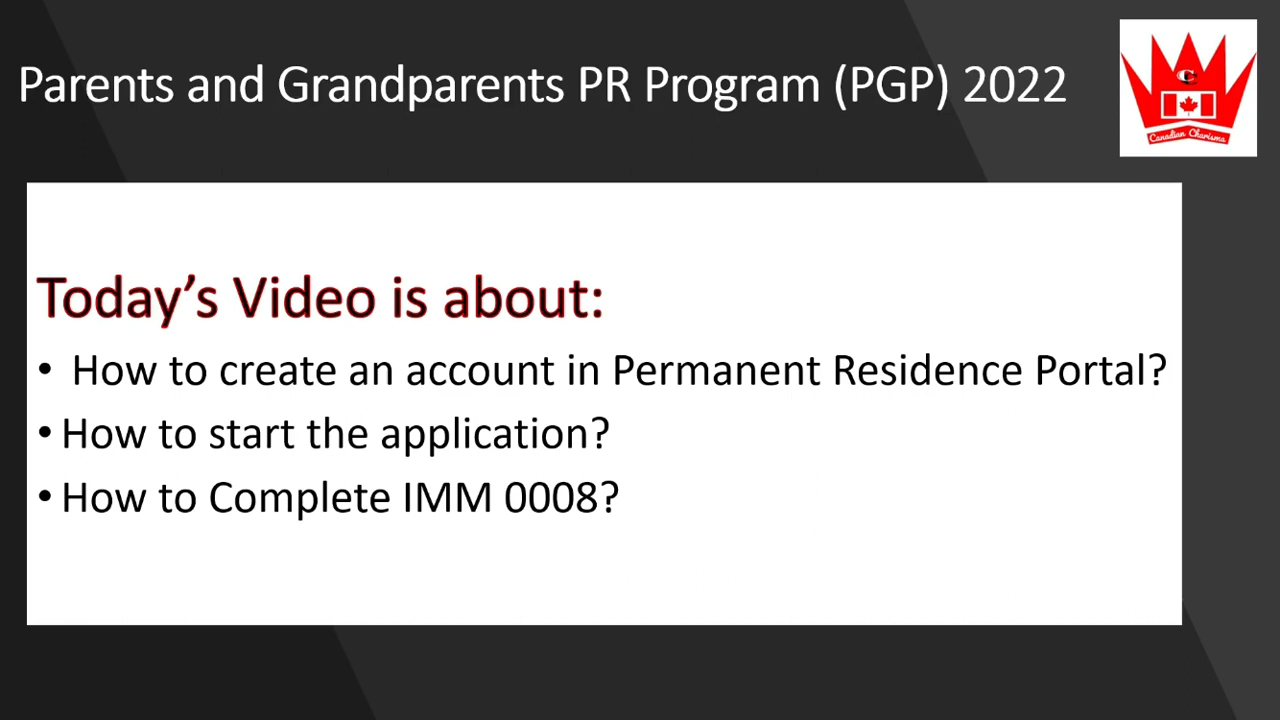 Parents and Grandparents PR Program (PGP) 2022
C
Canadian Charisma
Today's Video is about:
• How to create an account in Permanent Residence Portal?
• How to start the application?
• How to Complete IMM 0008?